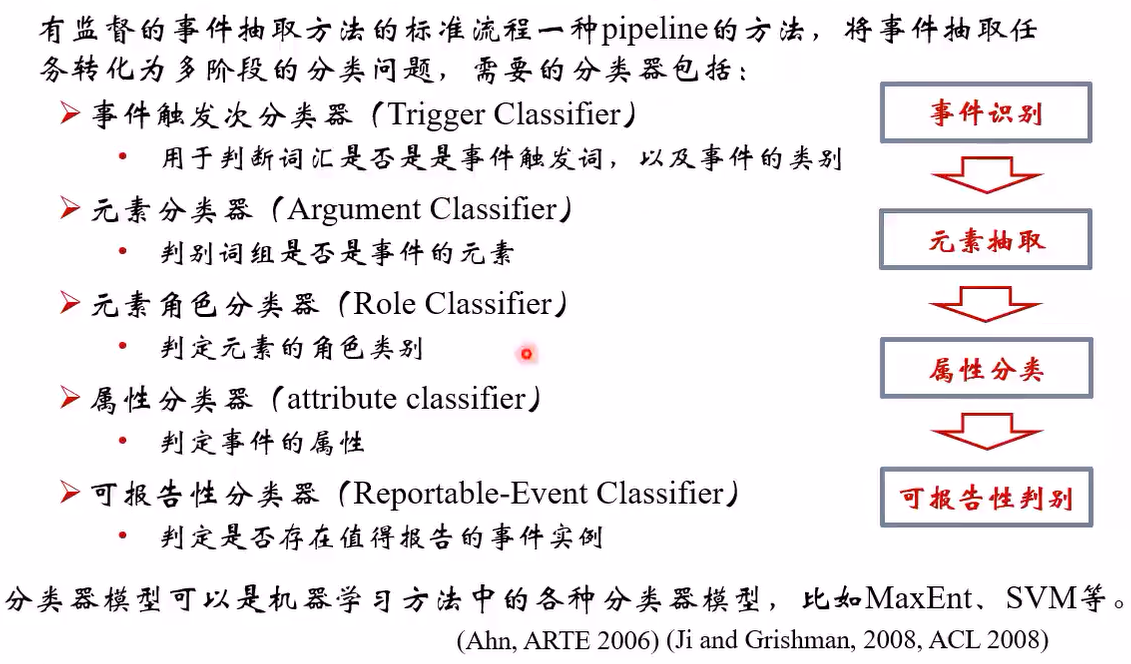 有监督的事件抽取方法的标准流程一种pipeline的方法，将事件抽取任
务转化为多阶段的分类问题，需要的分类器包括：
➢ 事件触发次分类器（Trigger Classifier）
• 用于判断词汇是否是是事件触发词，以及事件的类别
➢ 元素分类器（Argument Classifier）
• 判别词组是否是事件的元素
➢ 元素角色分类器（Role Classifier）
• 判定元素的角色类别
➢ 属性分类器（attribute classifier）
• 判定事件的属性
➢ 可报告性分类器（Reportable-Event Classifier）
• 判定是否存在值得报告的事件实例
事件识别
元素抽取
属性分类
可报告性判别
分类器模型可以是机器学习方法中的各种分类器模型，比如MaxEnt、SVM等。
(Ahn, ARTE 2006) (Ji and Grishman, 2008, ACL 2008)